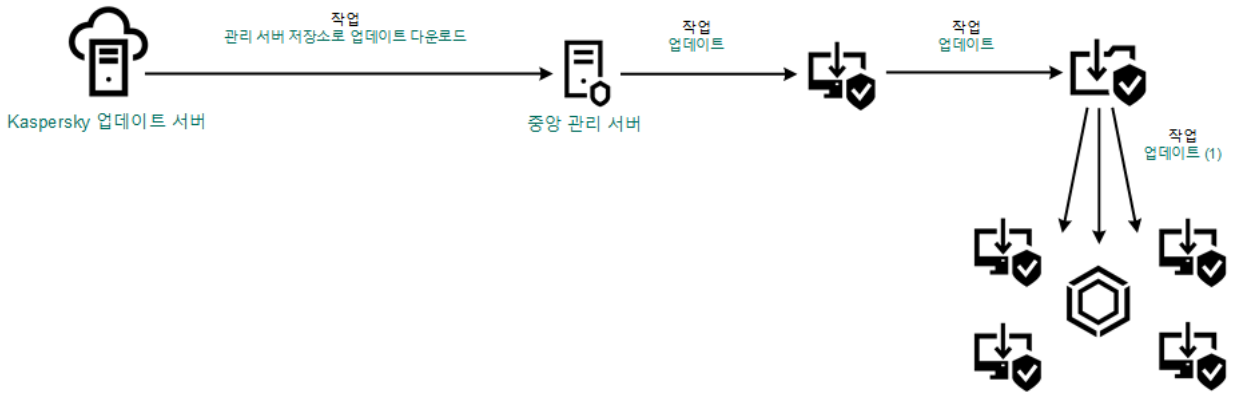 작업
관리 서버 저장소로 업데이트 다운로드
작업
업데이트
작업
업데이트
Kaspersky 업데이트 서버
중앙 관리 서버
작업
업데이트 (1)